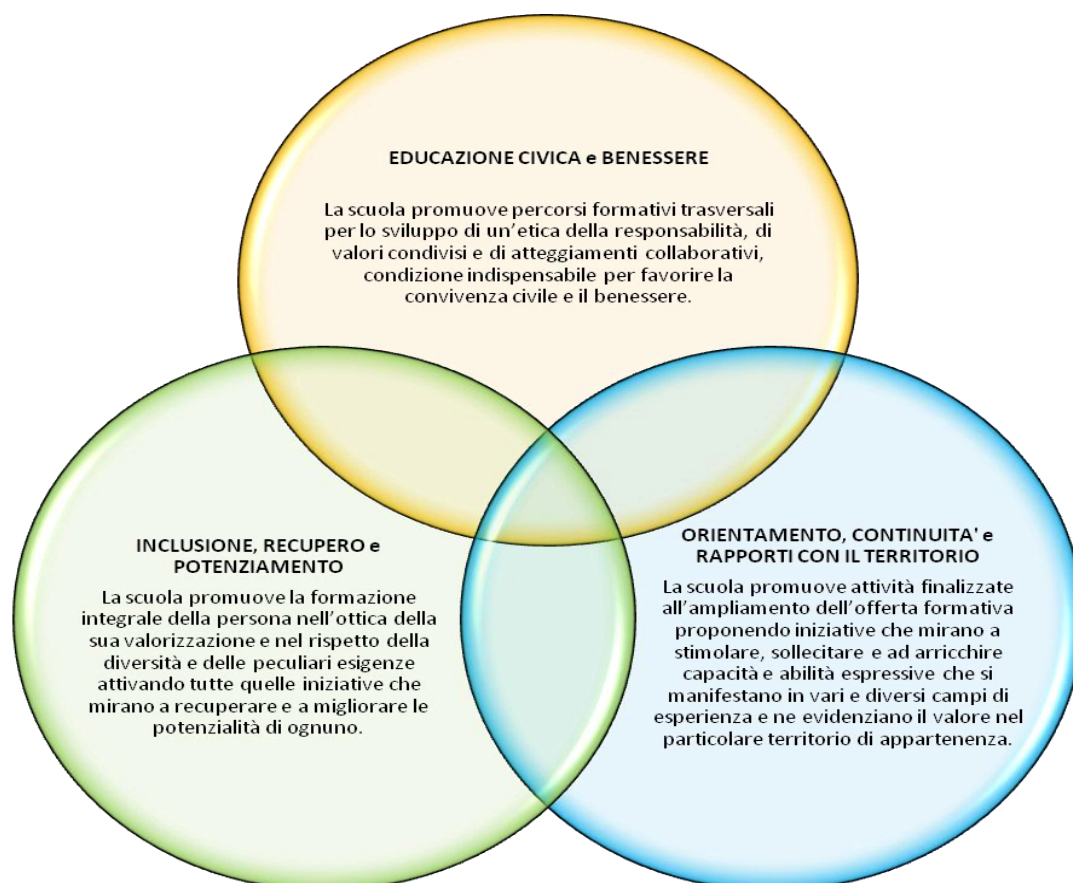 EDUCAZIONE CIVICA e BENESSERE
La scuola promuove percorsi formativi trasversali
per lo sviluppo di un'etica della responsabilità, di
valori condivisi e di atteggiamenti collaborativi,
condizione indispensabile per favorire la
convivenza civile e il benessere.
INCLUSIONE, RECUPERO e
POTENZIAMENTO
La scuola promuove la formazione
integrale della persona nell'ottica della
sua valorizzazione e nel rispetto della
diversità e delle peculiari esigenze
attivando tutte quelle iniziative che
mirano a recuperare e a migliorare le
potenzialità di ognuno.
ORIENTAMENTO, CONTINUITA' e
RAPPORTI CON IL TERRITORIO
La scuola promuove attività finalizzate
all'ampliamento dell'offerta formativa
proponendo iniziative che mirano a
stimolare, sollecitare e ad arricchire
capacità e abilità espressive che si
manifestano in vari e diversi campi di
esperienza e ne evidenziano il valore nel
particolare territorio di appartenenza.